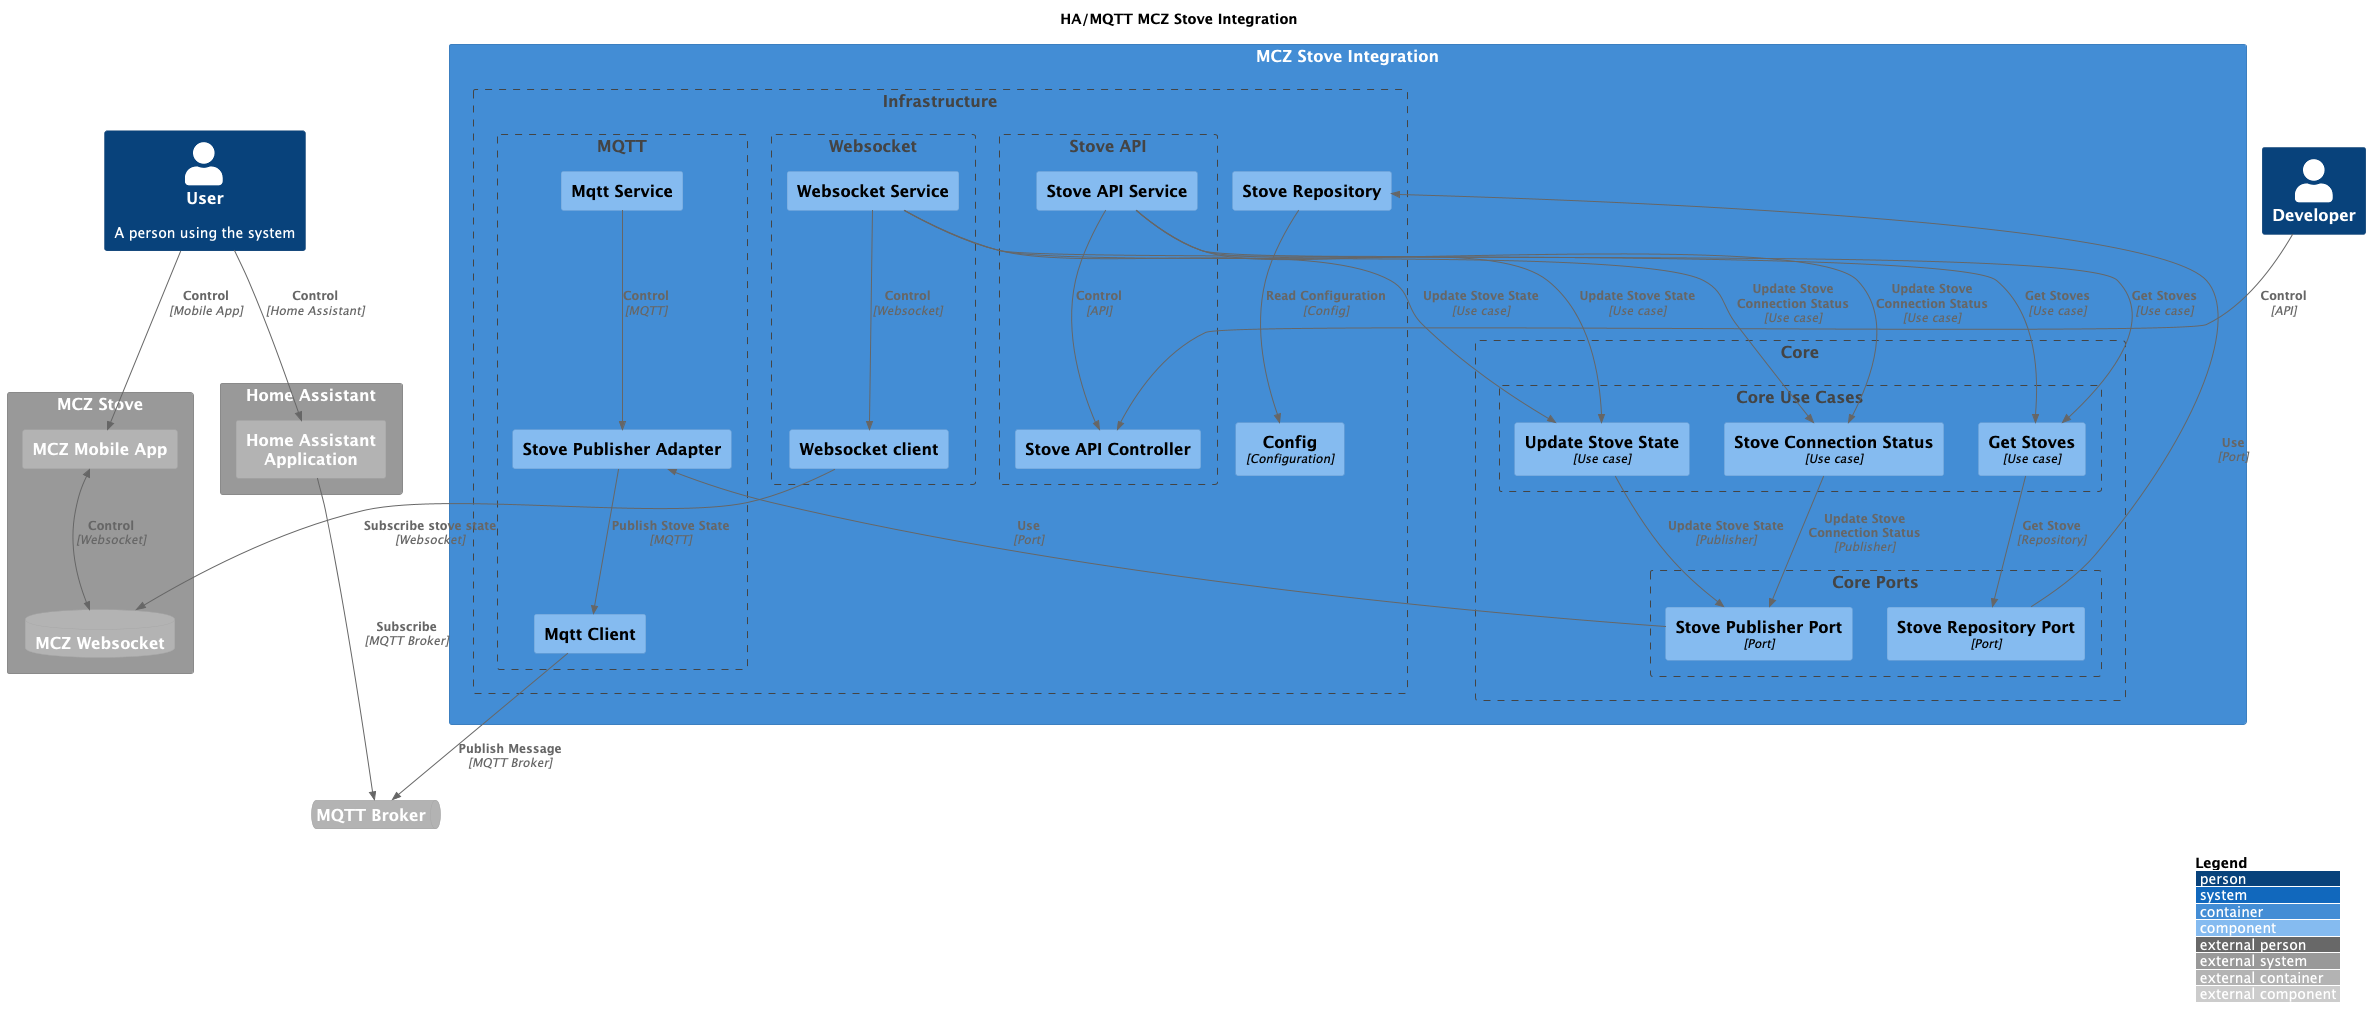 HA/MQTT MCZ Stove Integration
MCZ Stove Integration
Infrastructure
MQTT
Websocket
Stove API
Mqtt Service
Websocket Service
Stove API Service
Stove Repository
User
A person using the system
Developer
Control
[Mobile App]
Control
[Home Assistant]
Control
[MQTT]
Control
[Websocket]
Control
[API]
Read Configuration
[Config]
Update Stove State
[Use case]
Update Stove State
[Use case]
Update Stove
Connection Status
[Use case]
Update Stove
Connection Status
[Use case]
Get Stoves
[Use case]
Get Stoves
[Use case]
Control
[API]
Core
Core Use Cases
MCZ Stove
MCZ Mobile App
Home Assistant
Home Assistant
Application
Stove Publisher Adapter
Websocket client
Stove API Controller
Config
[Configuration]
Update Stove State
[Use case]
Stove Connection Status
[Use case]
Get Stoves
[Use case]
Use
[Port]
Control
[Websocket]
Subscribe stove state
[Websocket]
Publish Stove State
[MQTT]
Use
[Port]
Update Stove State
[Publisher]
Update Stove
Connection Status
[Publisher]
Get Stove
[Repository]
Core Ports
MCZ Websocket
Subscribe
[MQTT Broker]
Mqtt Client
Stove Publisher Port
[Port]
Stove Repository Port
[Port]
Publish Message
[MQTT Broker]
MQTT Broker
Legend
person
system
container
component
external person
external system
external container
external component